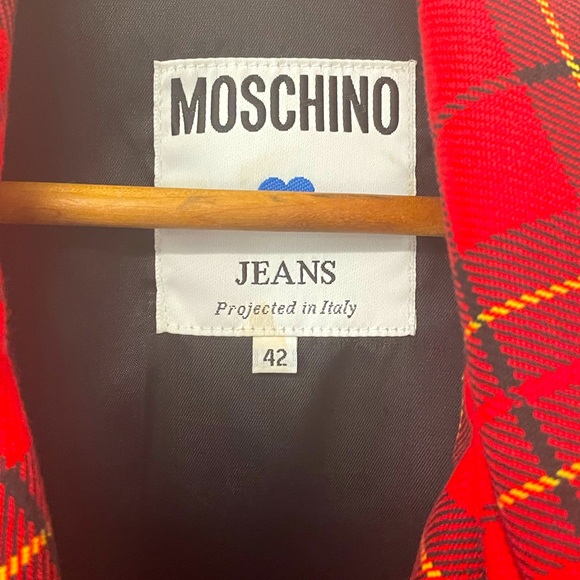 MOSCHINO
JEANS
Projected in Italy
42